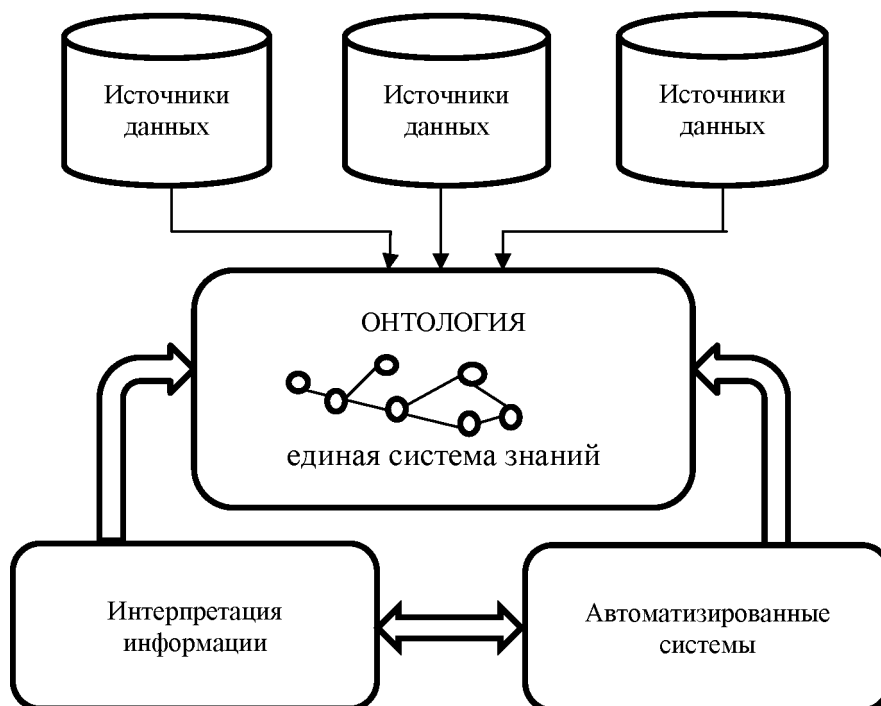 Источники
данных
Источники
данных
Источники
данных
ОНТОЛОГИЯ
единая система знаний
Интерпретация
информации
Автоматизированные
системы